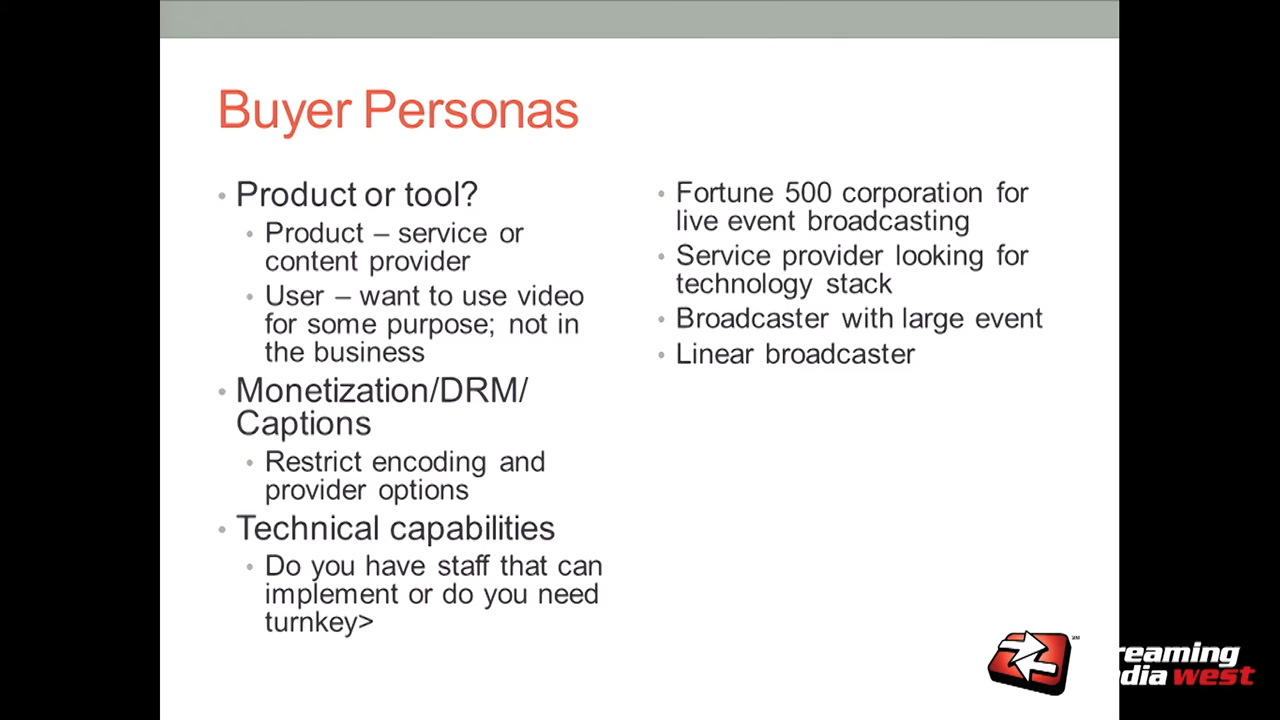 Buyer Personas
• Product or tool?
• Product – service or
content provider
• User – want to use video
for some purpose; not in
the business
• Monetization/DRM/
Captions
• Restrict encoding and
provider options
• Technical capabilities
• Do you have staff that can
implement or do you need
turnkey>
• Fortune 500 corporation for
live event broadcasting
• Service provider looking for
technology stack
• Broadcaster with large event
• Linear broadcaster
reaming
dia west